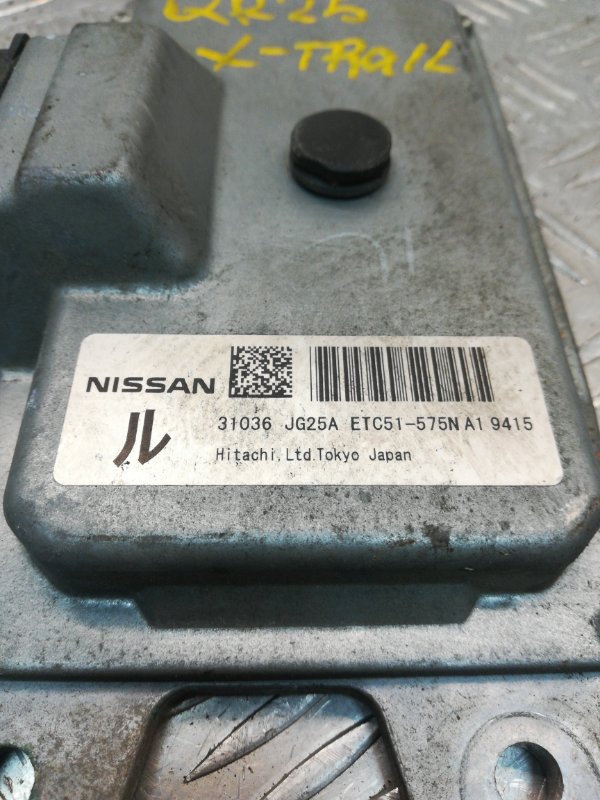 QR25
X-TRAIL
NISSAN
31036 JG25A ETC51-575N A1 9415
ル
Hitachi,Ltd.Tokyo Japan